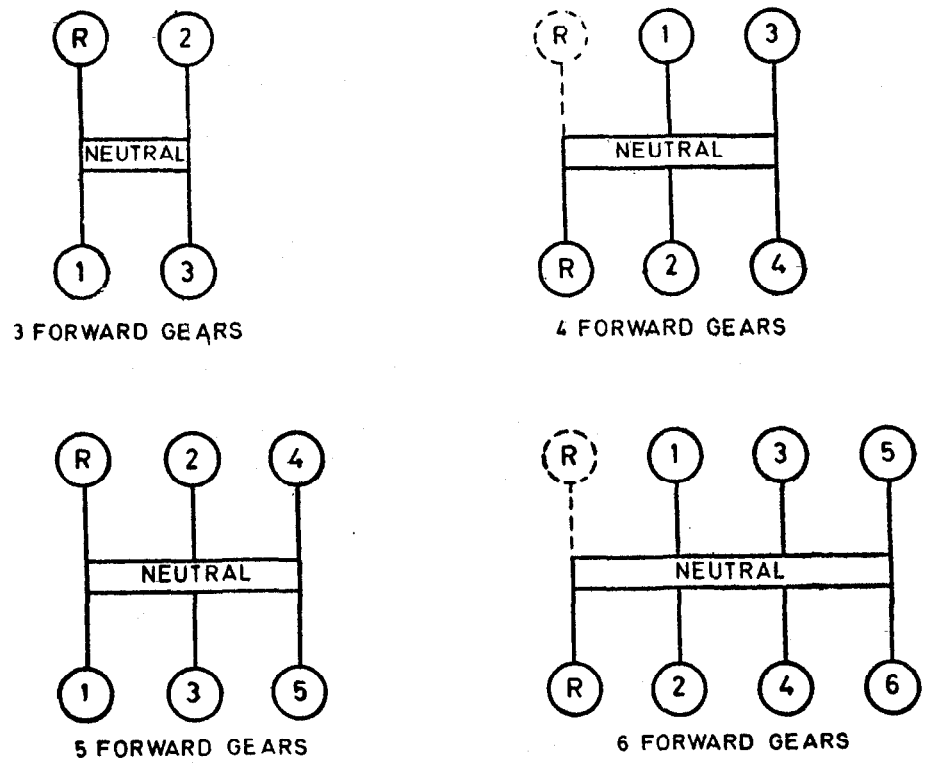 R 2
NEUTRAL
1 3
3 FORWARD GEARS
R 1 3
NEUTRAL
R 2 4
4 FORWARD GEARS
R 2 4
NEUTRAL
1 3 5
5 FORWARD GEARS
R 1 3 5
NEUTRAL
R 2 4 6
6 FORWARD GEARS